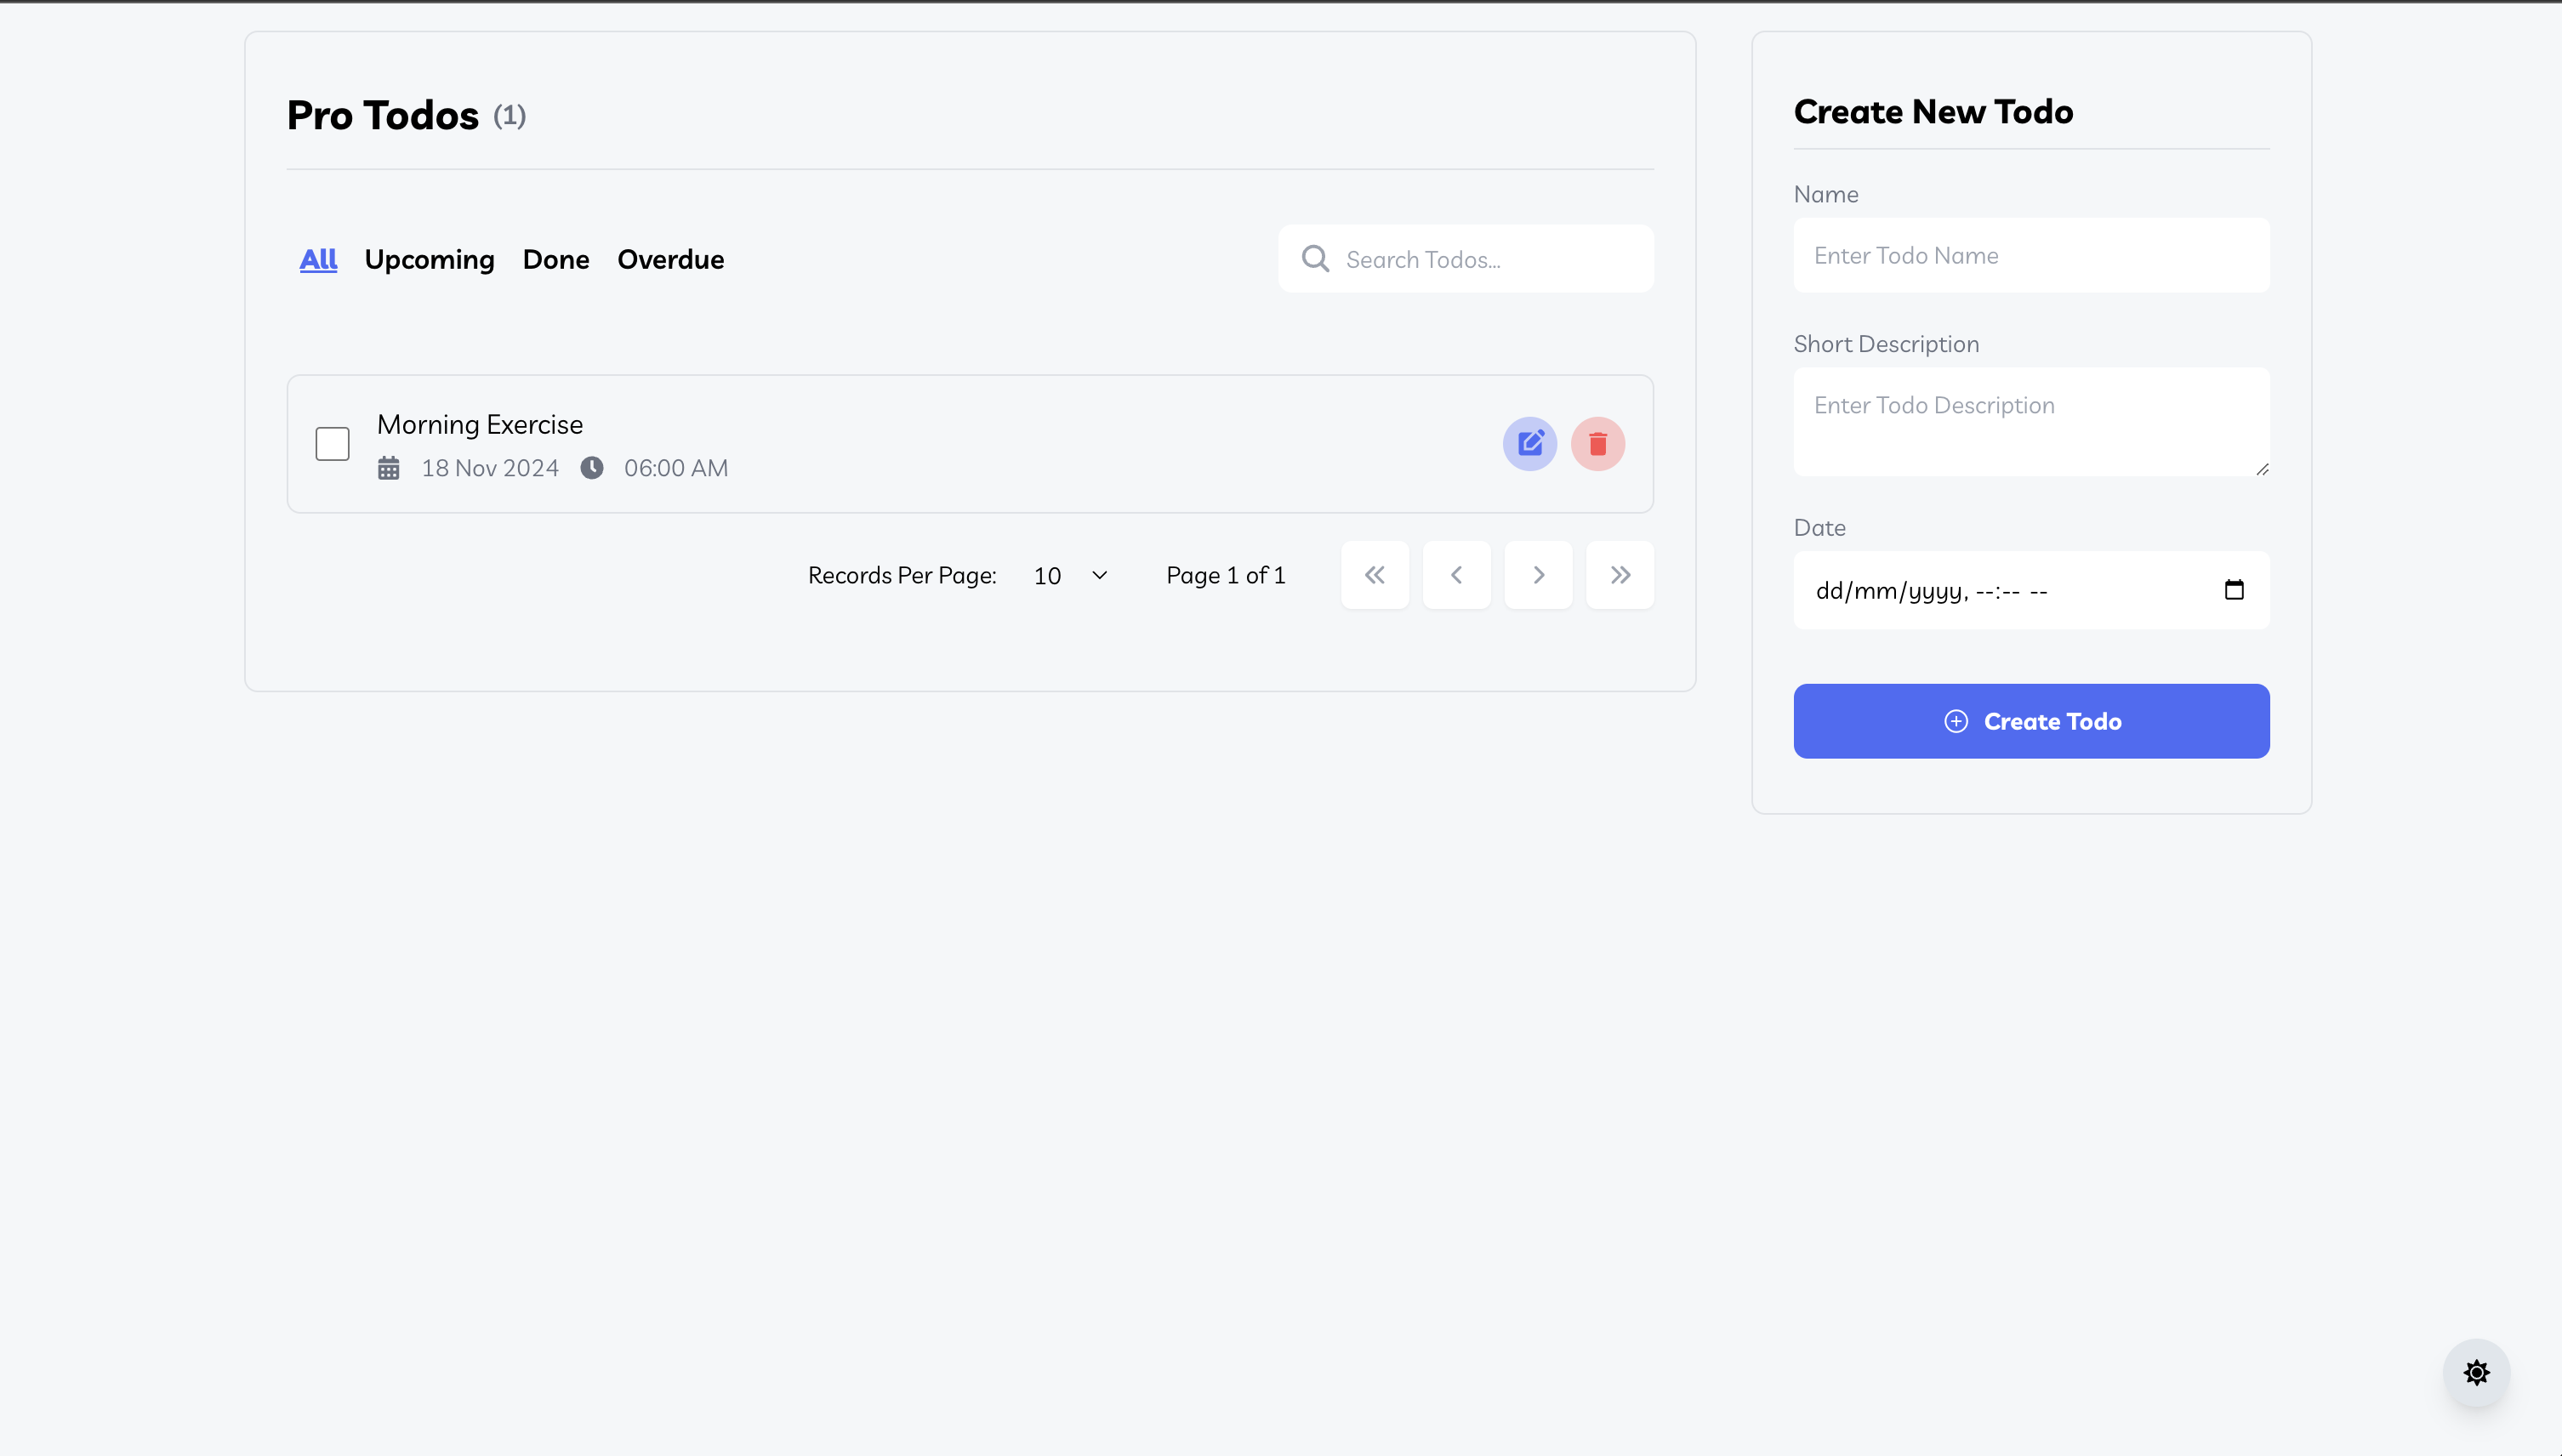 Pro Todos (1)
All Upcoming Done Overdue
Search Todos...
Morning Exercise
18 Nov 2024 06:00 AM
Records Per Page: 10 Page 1 of 1
Create New Todo
Name
Enter Todo Name
Short Description
Enter Todo Description
Date
dd/mm/yyyy, --:-- --
Create Todo